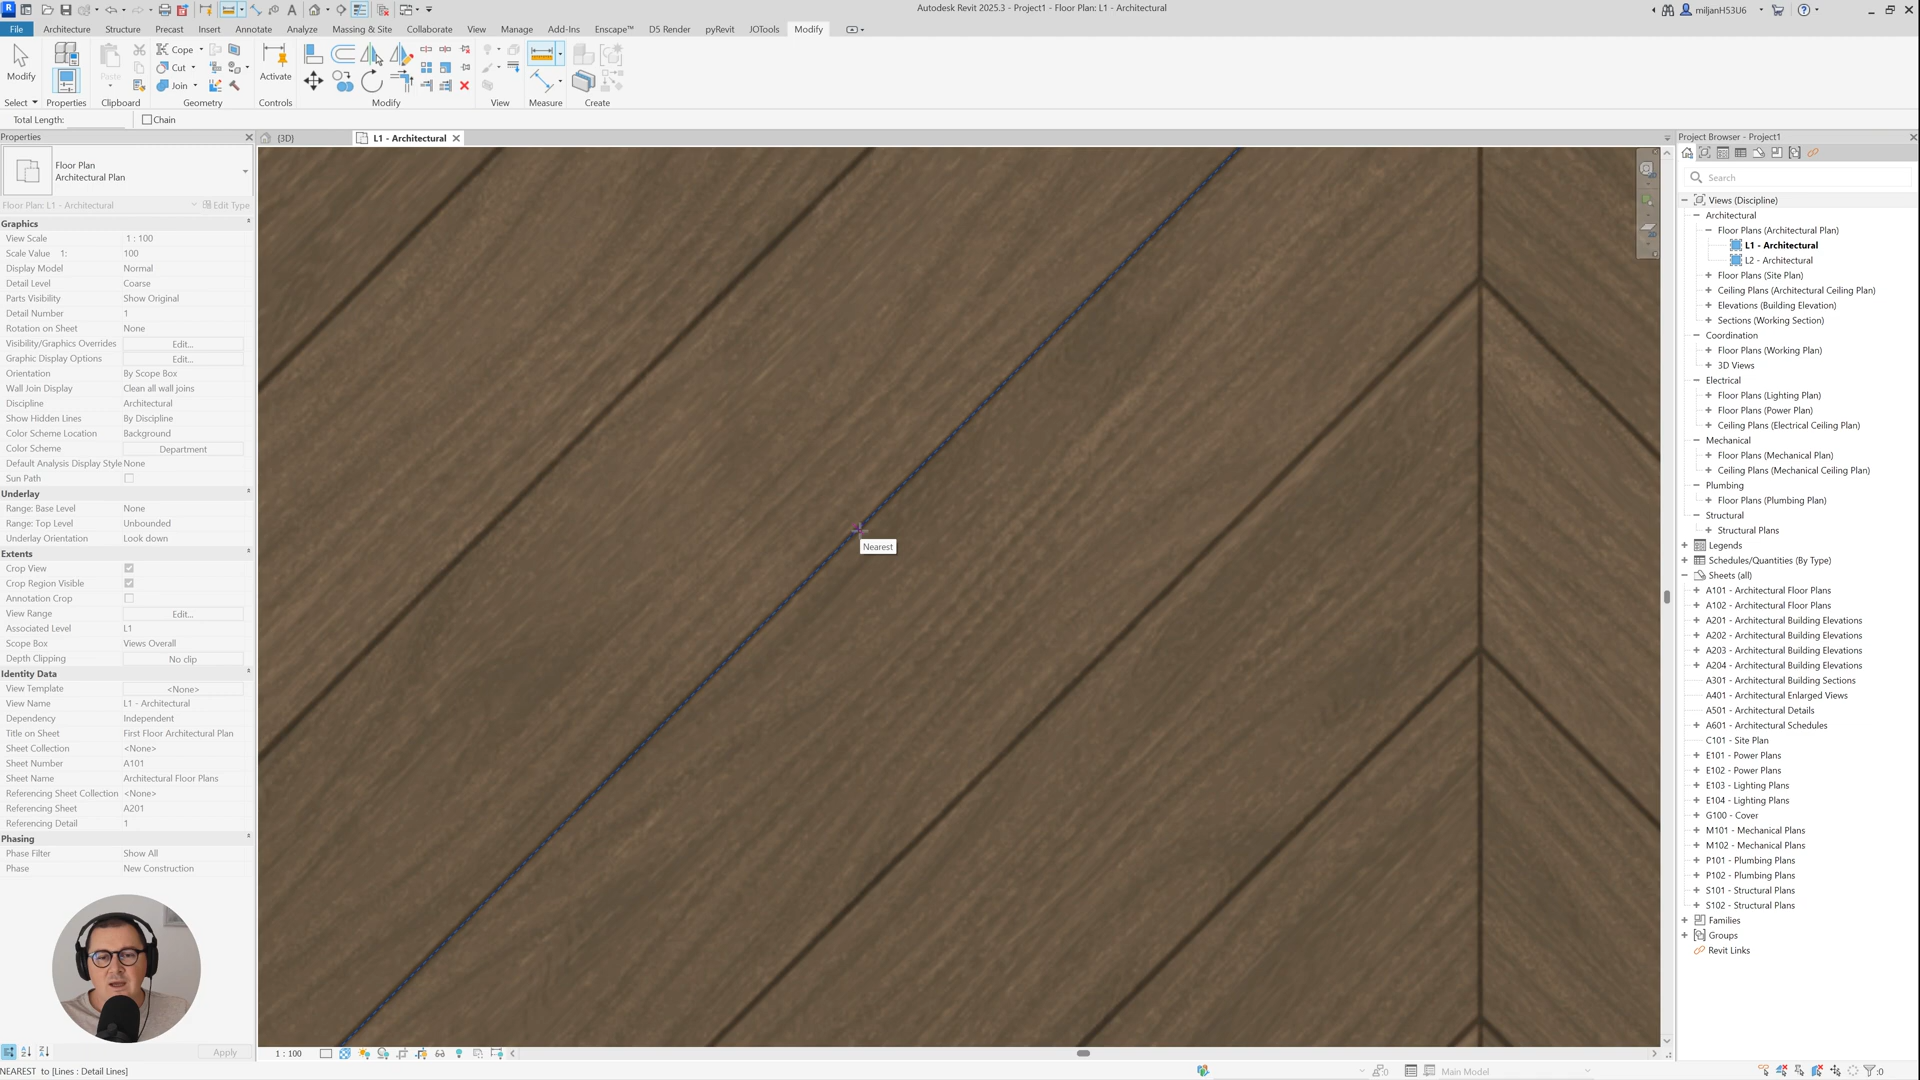 Autodesk Revit 2025.3 - Project1 - Floor Plan: L1 - Architectural
miljanH53U6
File
Architecture
Structure
Precast
Insert
Annotate
Analyze
Massing & Site
Collaborate
View
Manage
Add-Ins
Enscape™
D5 Render
pyRevit
JOTools
Modify
Modify
Paste
Cope
Cut
Join
Activate
Select
Properties
Clipboard
Geometry
Controls
Modify
View
Measure
Create
Total Length:
Chain
Properties
Floor Plan
Architectural Plan
Floor Plan: L1 - Architectural
Edit Type
Graphics
View Scale 1 : 100
Scale Value 1: 100
Display Model Normal
Detail Level Coarse
Parts Visibility Show Original
Detail Number 1
Rotation on Sheet None
Visibility/Graphics Overrides Edit...
Graphic Display Options Edit...
Orientation By Scope Box
Wall Join Display Clean all wall joins
Discipline Architectural
Show Hidden Lines By Discipline
Color Scheme Location Background
Color Scheme Department
Default Analysis Display Style None
Sun Path
Underlay
Range: Base Level None
Range: Top Level Unbounded
Underlay Orientation Look down
Extents
Crop View
Crop Region Visible
Annotation Crop
View Range Edit...
Associated Level L1
Scope Box Views Overall
Depth Clipping No clip
Identity Data
View Template <None>
View Name L1 - Architectural
Dependency Independent
Title on Sheet First Floor Architectural Plan
Sheet Collection <None>
Sheet Number A101
Sheet Name Architectural Floor Plans
Referencing Sheet Collection <None>
Referencing Sheet A201
Referencing Detail 1
Phasing
Phase Filter Show All
Phase New Construction
Apply
{3D}
L1 - Architectural
Nearest
Project Browser - Project1
Search
Views (Discipline)
Architectural
Floor Plans (Architectural Plan)
L1 - Architectural
L2 - Architectural
Floor Plans (Site Plan)
Ceiling Plans (Architectural Ceiling Plan)
Elevations (Building Elevation)
Sections (Working Section)
Coordination
Floor Plans (Working Plan)
3D Views
Electrical
Floor Plans (Lighting Plan)
Floor Plans (Power Plan)
Ceiling Plans (Electrical Ceiling Plan)
Mechanical
Floor Plans (Mechanical Plan)
Ceiling Plans (Mechanical Ceiling Plan)
Plumbing
Floor Plans (Plumbing Plan)
Structural
Structural Plans
Legends
Schedules/Quantities (By Type)
Sheets (all)
A101 - Architectural Floor Plans
A102 - Architectural Floor Plans
A201 - Architectural Building Elevations
A202 - Architectural Building Elevations
A203 - Architectural Building Elevations
A204 - Architectural Building Elevations
A301 - Architectural Building Sections
A401 - Architectural Enlarged Views
A501 - Architectural Details
A601 - Architectural Schedules
C101 - Site Plan
E101 - Power Plans
E102 - Power Plans
E103 - Lighting Plans
E104 - Lighting Plans
G100 - Cover
M101 - Mechanical Plans
M102 - Mechanical Plans
P101 - Plumbing Plans
P102 - Plumbing Plans
S101 - Structural Plans
S102 - Structural Plans
Families
Groups
Revit Links
1 : 100
NEAREST to [Lines : Detail Lines]
:0
Main Model
:0